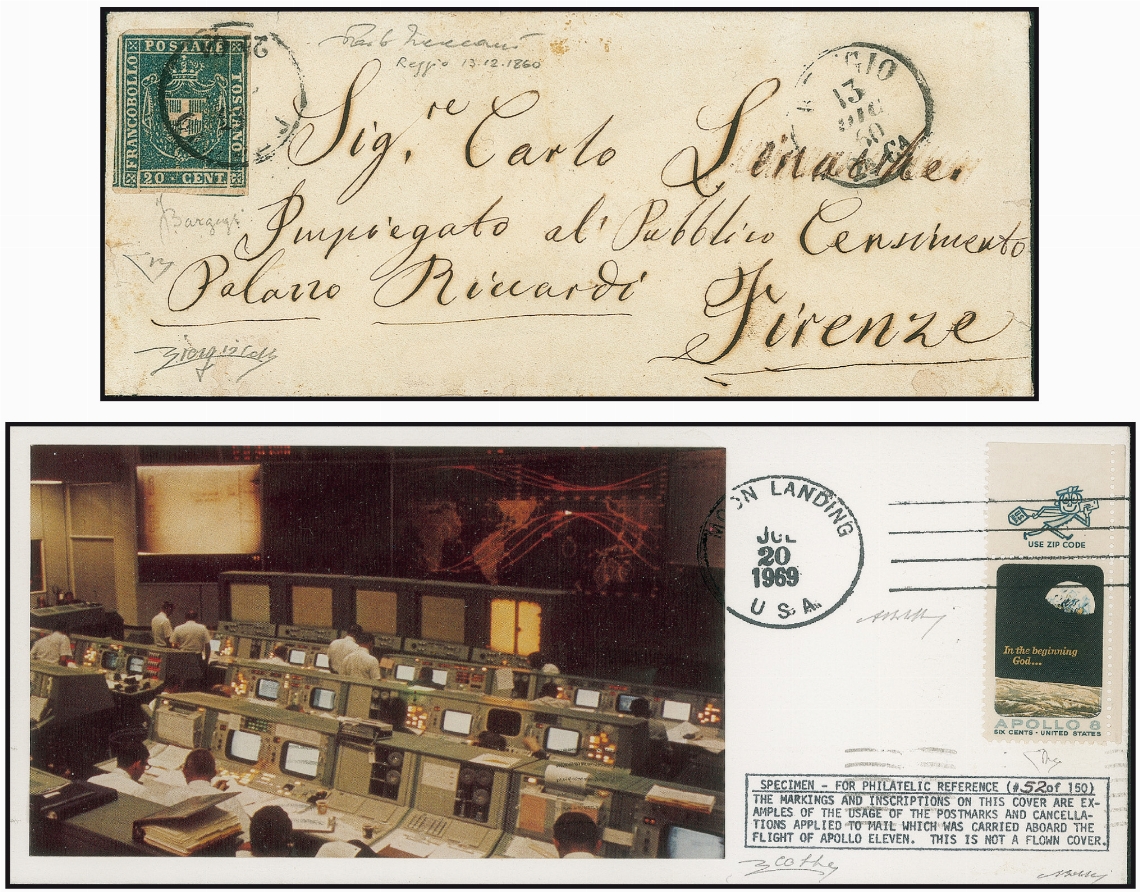 FRANCOBOLLO
POSTALE
TOSCANO
20 CENT
Reggio 13.12.1860
REGGIO
13
DIC
60
Sig.re Carlo
Impiegato al Pubblico Censimento
Palazzo Riccardi
Firenze
MOON LANDING
JUL
20
1969
U S A.
USE ZIP CODE
In the beginning
God...
APOLLO 8
SIX CENTS · UNITED STATES
SPECIMEN - FOR PHILATELIC REFERENCE (#52 of 150)
THE MARKINGS AND INSCRIPTIONS ON THIS COVER ARE EX-
AMPLES OF THE USAGE OF THE POSTMARKS AND CANCELLA-
TIONS APPLIED TO MAIL WHICH WAS CARRIED ABOARD THE
FLIGHT OF APOLLO ELEVEN. THIS IS NOT A FLOWN COVER.